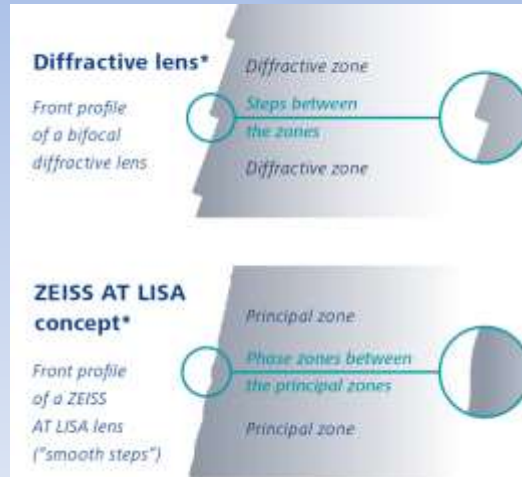 Diffractive lens*
Front profile
of a bifocal
diffractive lens
Diffractive zone
Steps between
the zones
Diffractive zone
ZEISS AT LISA
concept*
Front profile
of a ZEISS
AT LISA lens
("smooth steps")
Principal zone
Phase zones between
the principal zones
Principal zone